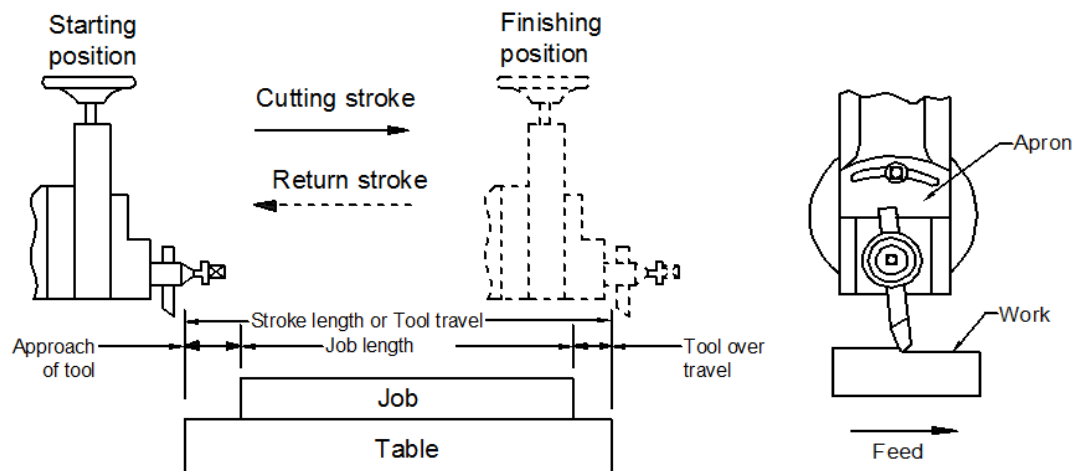 Starting
position
Finishing
position
Cutting stroke
Return stroke
Apron
Stroke length or Tool travel
Work
Approach
of tool
Job length
Tool over
travel
Job
Table
Feed